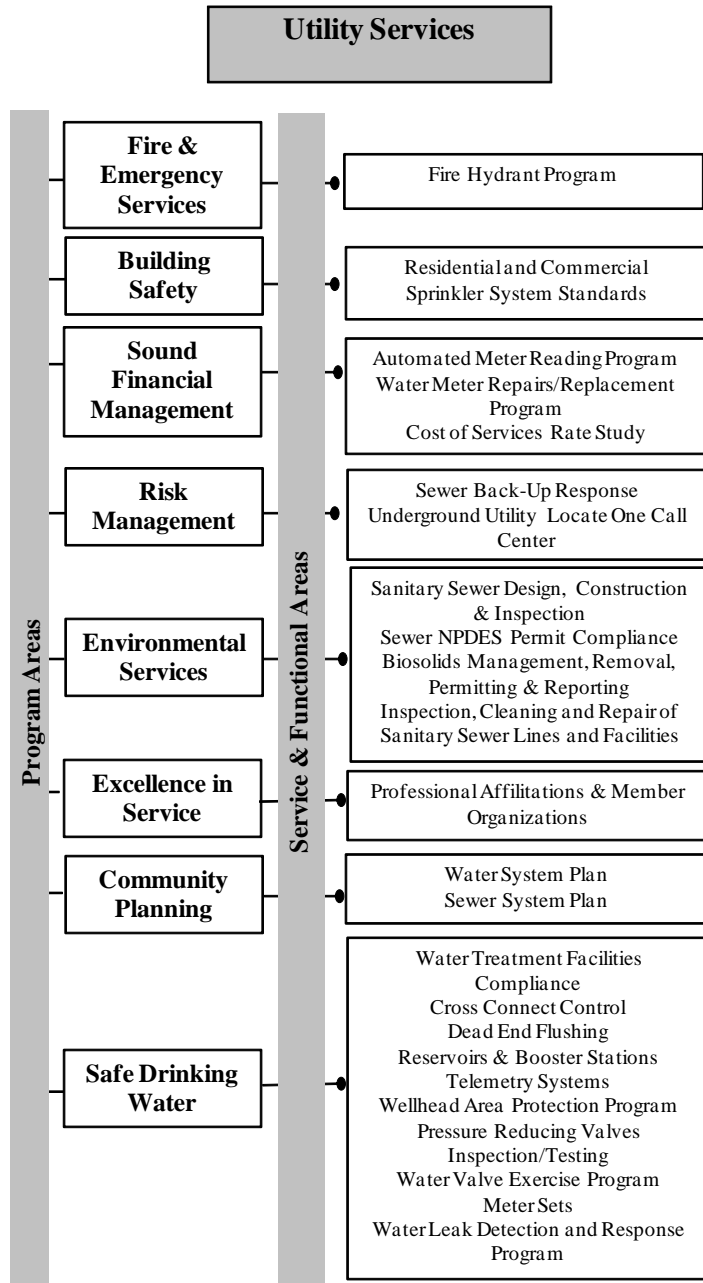 Utility Services
Program Areas
Service & Functional Areas
Fire &
Emergency
Services
Fire Hydrant Program
Building
Safety
Residential and Commercial
Sprinkler System Standards
Sound
Financial
Management
Automated Meter Reading Program
Water Meter Repairs/Replacement
Program
Cost of Services Rate Study
Risk
Management
Sewer Back-Up Response
Underground Utility Locate One Call
Center
Environmental
Services
Sanitary Sewer Design, Construction
& Inspection
Sewer NPDES Permit Compliance
Biosolids Management, Removal,
Permitting & Reporting
Inspection, Cleaning and Repair of
Sanitary Sewer Lines and Facilities
Excellence in
Service
Professional Affilitations & Member
Organizations
Community
Planning
Water System Plan
Sewer System Plan
Safe Drinking
Water
Water Treatment Facilities
Compliance
Cross Connect Control
Dead End Flushing
Reservoirs & Booster Stations
Telemetry Systems
Wellhead Area Protection Program
Pressure Reducing Valves
Inspection/Testing
Water Valve Exercise Program
Meter Sets
Water Leak Detection and Response
Program